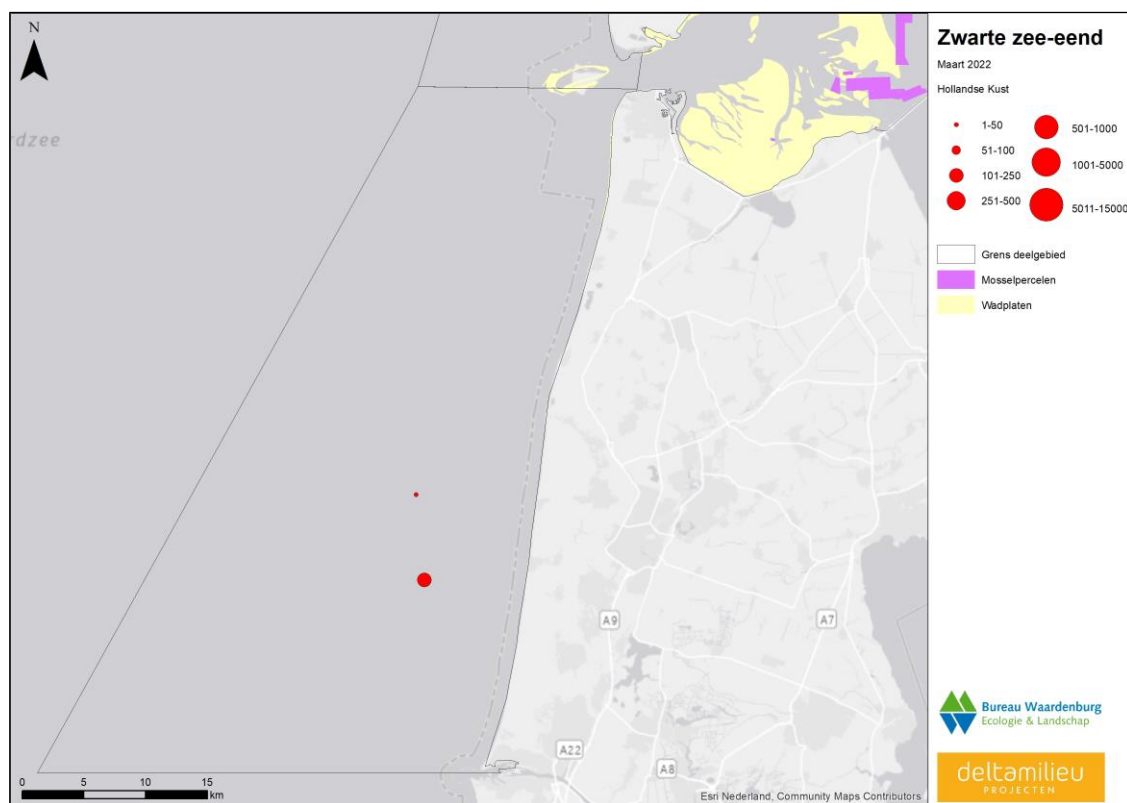 N
rdzee
A9
A7
A22
A8
0 5 10 15
km
Esri Nederland, Community Maps Contributors
Zwarte zee-eend
Maart 2022
Hollandse Kust
1-50
51-100
101-250
251-500
501-1000
1001-5000
5011-15000
Grens deelgebied
Mosselpercelen
Wadplaten
Bureau Waardenburg
Ecologie & Landschap
deltamilieu
PROJECTEN